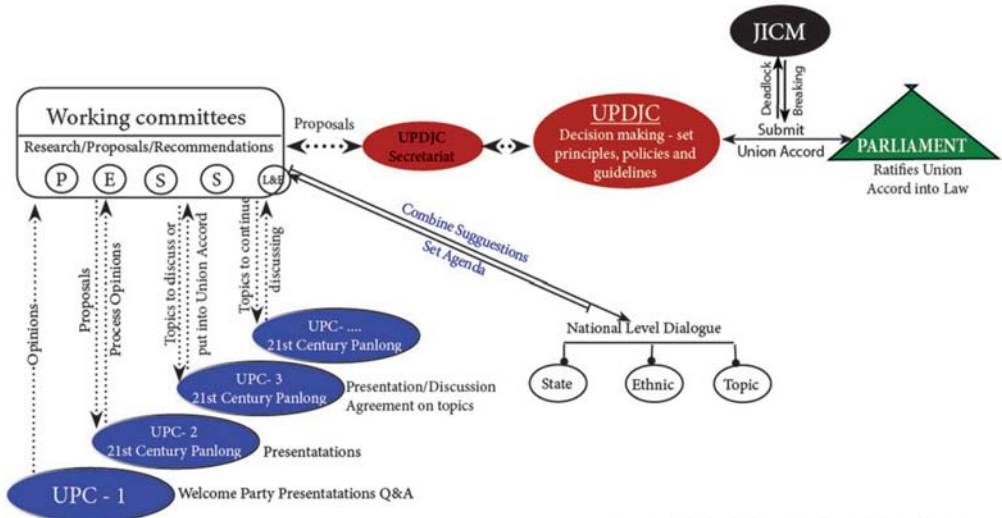 JICM
Deadlock
Breaking
Working committees
Research/Proposals/Recommendations
P E S S L&E
Proposals
UPDJC
Secretariat
UPDJC
Decision making - set
principles, policies and
guidelines
Submit
Union Accord
PARLIAMENT
Ratifies Union
Accord into Law
Combine Sugguestions
Set Agenda
Opinions
Proposals
Process Opinions
Topics to discuss or
put into Union Accord
Topics to continue
discussing
National Level Dialogue
State
Ethnic
Topic
UPC- ....
21st Century Panlong
UPC- 3
21st Century Panlong
Presentation/Discussion
Agreement on topics
UPC- 2
21st Century Panlong
Presentatations
UPC - 1
Welcome Party Presentatations Q&A